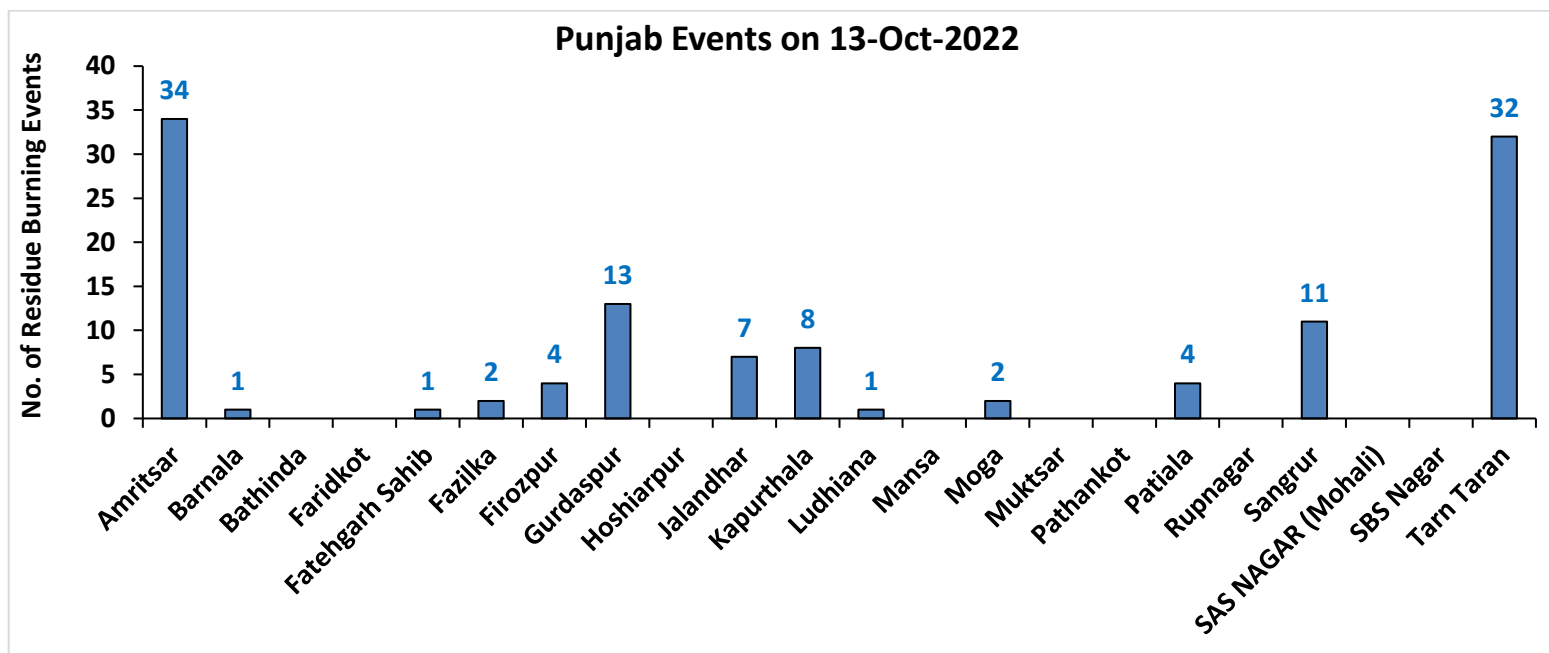 Punjab Events on 13-Oct-2022
No. of Residue Burning Events
40
35
30
25
20
15
10
5
0
34
1
1
2
4
13
7
8
1
2
4
11
32
Amritsar
Barnala
Bathinda
Faridkot
Fatehgarh Sahib
Fazilka
Firozpur
Gurdaspur
Hoshiarpur
Jalandhar
Kapurthala
Ludhiana
Mansa
Moga
Muktsar
Pathankot
Patiala
Rupnagar
Sangrur
SAS NAGAR (Mohali)
SBS Nagar
Tarn Taran